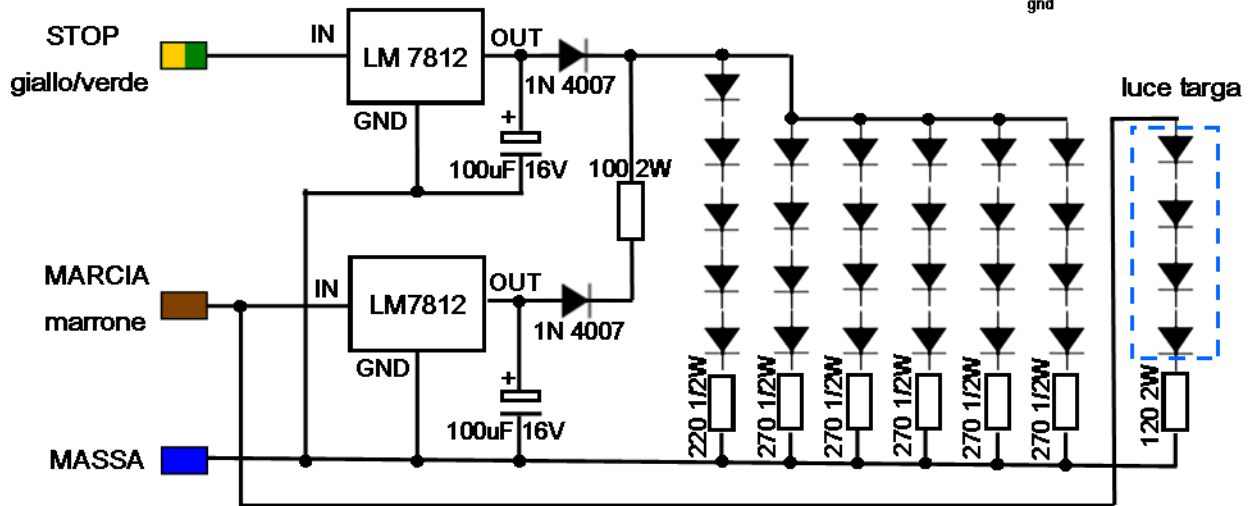 gnd
STOP
giallo/verde
IN
LM 7812
OUT
GND
1N 4007
+
100uF 16V
100 2W
luce targa
MARCIA
marrone
IN
LM7812
OUT
GND
1N 4007
+
100uF 16V
220 1/2W
270 1/2W
270 1/2W
270 1/2W
270 1/2W
270 1/2W
120 2W
MASSA